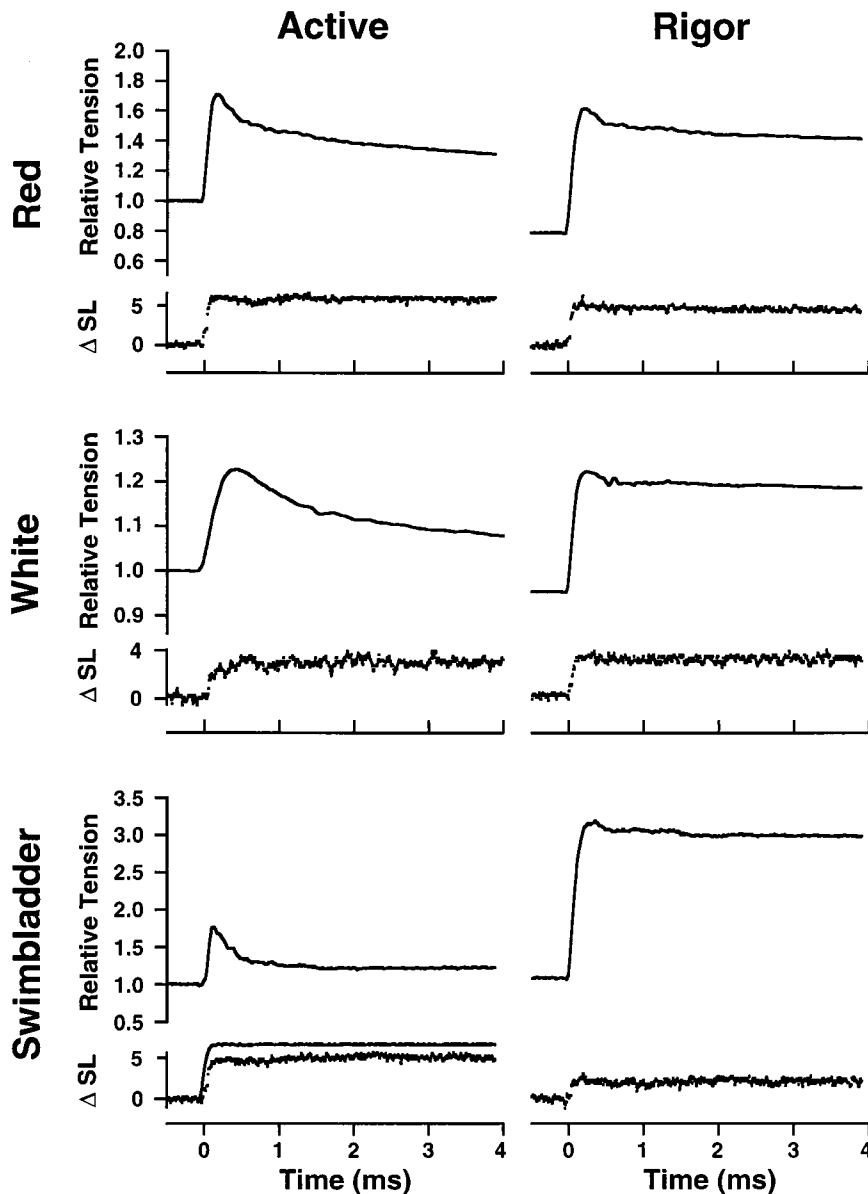 Active
Rigor
Red
Relative Tension
2.0
1.8
1.6
1.4
1.2
1.0
0.8
0.6
Δ SL
5
0
White
Relative Tension
1.3
1.2
1.1
1.0
0.9
Δ SL
4
0
Swimbladder
Relative Tension
3.5
3.0
2.5
2.0
1.5
1.0
0.5
Δ SL
5
0
0 1 2 3 4
0 1 2 3 4
Time (ms)
Time (ms)